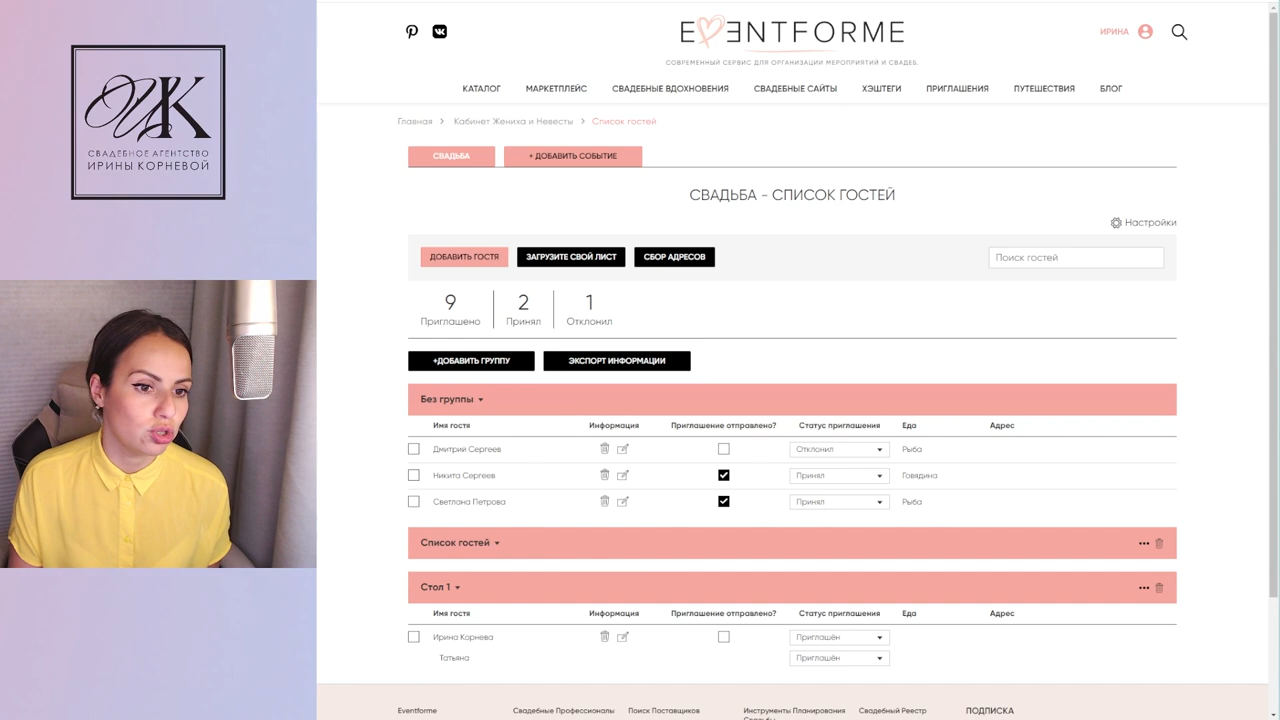 ИК
СВАДЕБНОЕ АГЕНТСТВО
ИРИНЫ КОРНЕВОЙ
EVENTFORME
СОВРЕМЕННЫЙ СЕРВИС ДЛЯ ОРГАНИЗАЦИИ МЕРОПРИЯТИЙ И СВАДЕБ.
ИРИНА
КАТАЛОГ МАРКЕТПЛЕЙС СВАДЕБНЫЕ ВДОХНОВЕНИЯ СВАДЕБНЫЕ САЙТЫ ХЭШТЕГИ ПРИГЛАШЕНИЯ ПУТЕШЕСТВИЯ БЛОГ
Главная > Кабинет Жениха и Невесты > Список гостей
СВАДЬБА + ДОБАВИТЬ СОБЫТИЕ
СВАДЬБА - СПИСОК ГОСТЕЙ
Настройки
ДОБАВИТЬ ГОСТЯ ЗАГРУЗИТЕ СВОЙ ЛИСТ СБОР АДРЕСОВ Поиск гостей
9 2 1
Приглашено Принял Отклонил
+ДОБАВИТЬ ГРУППУ ЭКСПОРТ ИНФОРМАЦИИ
Без группы
Имя гостя Информация Приглашение отправлено? Статус приглашения Еда Адрес
Дмитрий Сергеев Отклонил Рыба
Никита Сергеев Принял Говядина
Светлана Петрова Принял Рыба
Список гостей
Стол 1
Имя гостя Информация Приглашение отправлено? Статус приглашения Еда Адрес
Ирина Корнева Приглашён
Татьяна Приглашён
Eventforme Свадебные Профессионалы Поиск Поставщиков Инструменты Планирования Свадебный Реестр ПОДПИСКА
Свадьбы